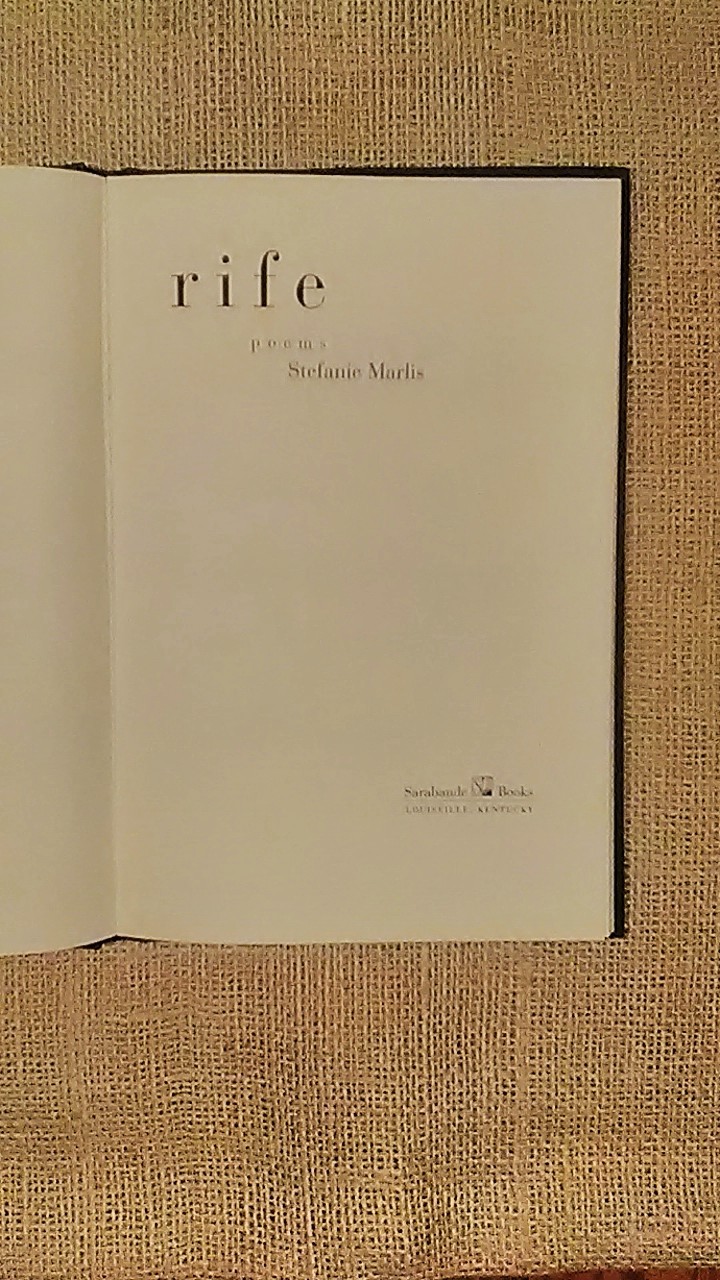 rife
poems
Stefanie Marlis
Sarabande Books
LOUISVILLE, KENTUCKY